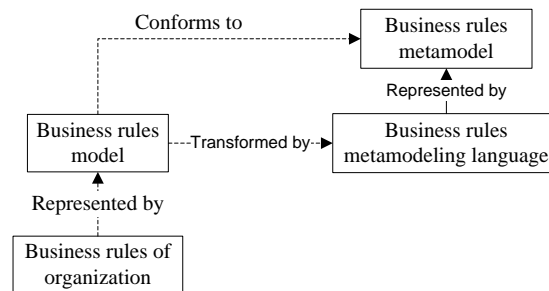 Conforms to
Business rules
metamodel
Represented by
Business rules
model
Transformed by
Business rules
metamodeling language
Represented by
Business rules of
organization